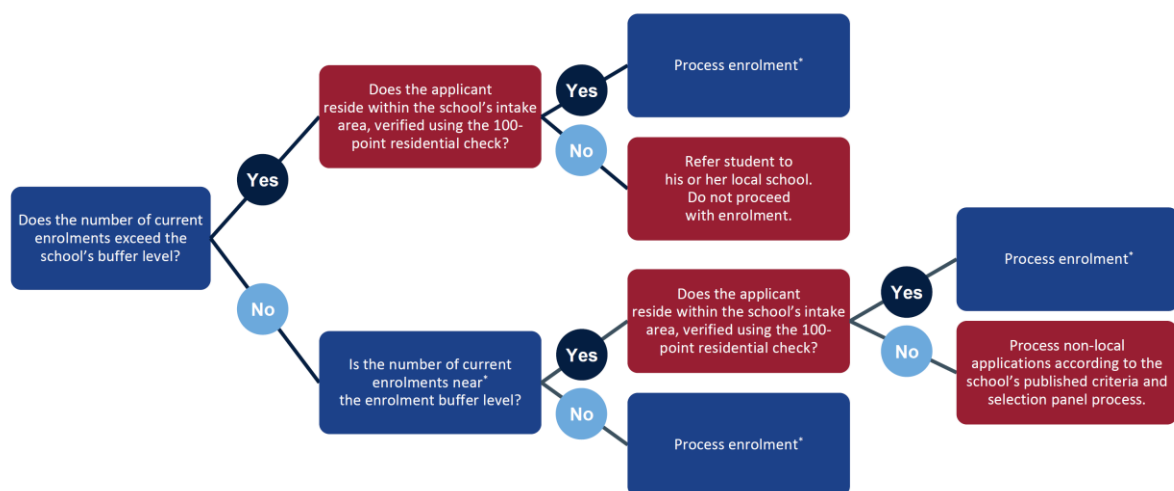 Does the number of current
enrolments exceed the
school's buffer level?
Yes
No
Does the applicant
reside within the school's intake
area, verified using the 100-
point residential check?
Yes
No
Process enrolment*
Refer student to
his or her local school.
Do not proceed
with enrolment.
Is the number of current
enrolments near*
the enrolment buffer level?
Yes
No
Does the applicant
reside within the school's intake
area, verified using the 100-
point residential check?
Yes
No
Process enrolment*
Process non-local
applications according to the
school's published criteria and
selection panel process.
Process enrolment*